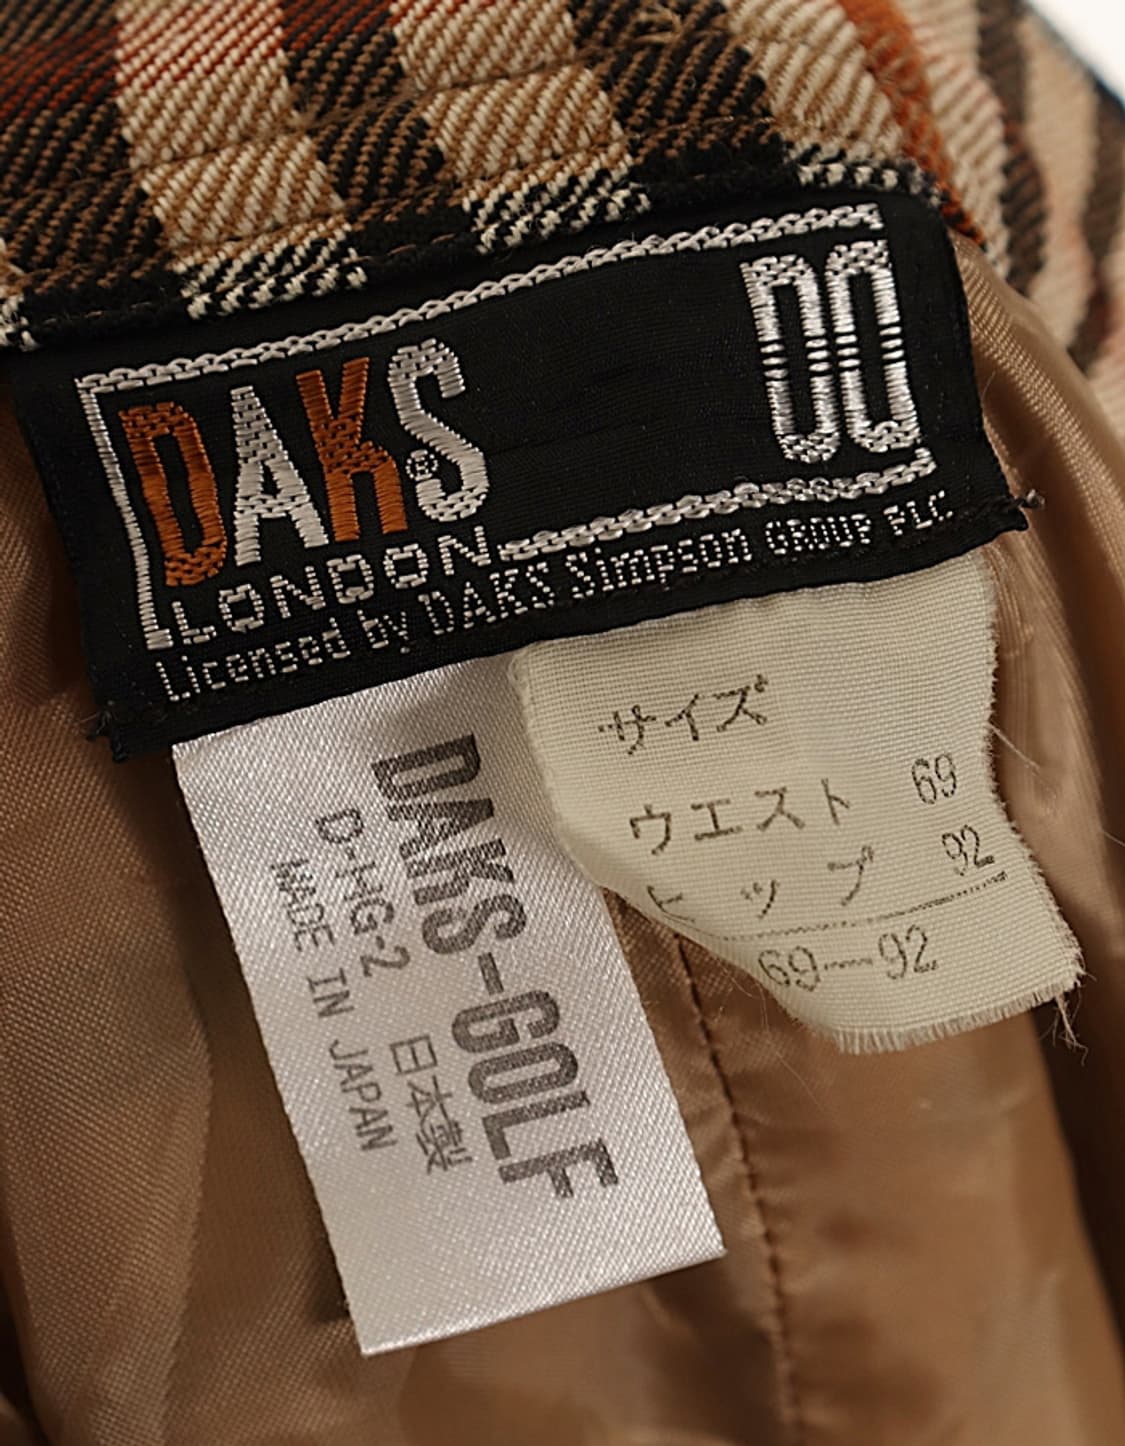 DAKS®
LONDON
DD
Licensed by DAKS Simpson GROUP PLC
サイズ
ウエスト 69
ヒップ 92
69—92
DAKS-GOLF
D-HG-2 日本製
MADE IN JAPAN